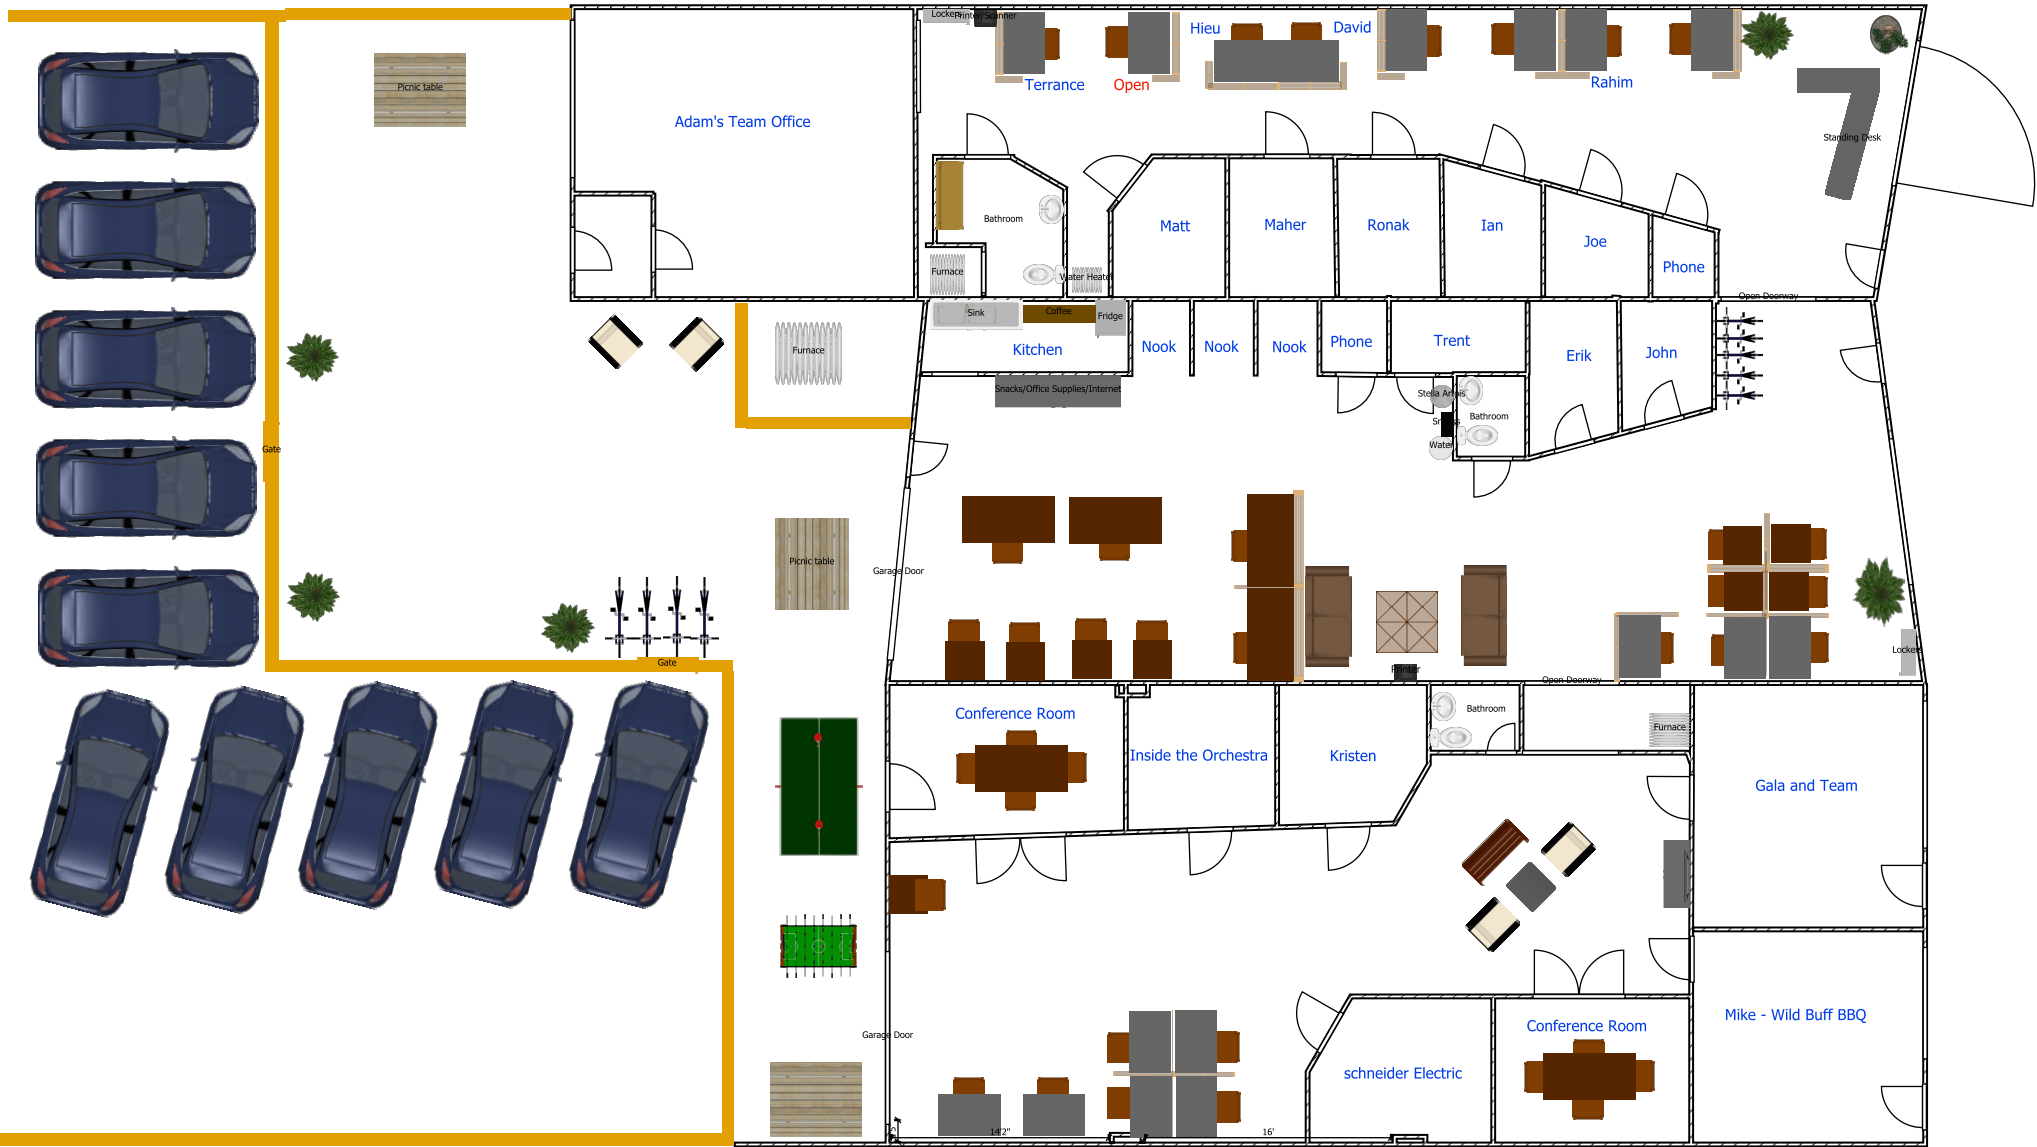 Lockers
Printer/Scanner
Hieu
David
Terrance
Open
Rahim
Picnic table
Adam's Team Office
Standing Desk
Bathroom
Matt
Maher
Ronak
Ian
Joe
Phone
Furnace
Water Heater
Open Doorway
Sink
Coffee
Fridge
Kitchen
Nook
Nook
Nook
Phone
Trent
Erik
John
Furnace
Snacks/Office Supplies/Internet
Stella Artois
Bathroom
Water
Gate
Garage Door
Picnic table
Gate
Printer
Open Doorway
Lockers
Conference Room
Inside the Orchestra
Kristen
Bathroom
Furnace
Gala and Team
Garage Door
Conference Room
Mike - Wild Buff BBQ
schneider Electric
14'2"
16'